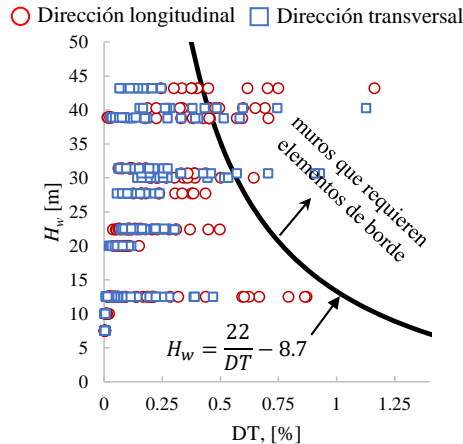 Dirección longitudinal Dirección transversal
50
45
40
35
30
25
20
15
10
5
0
H_w [m]
muros que requieren
elementos de borde
H_w = 22/DT − 8.7
0 0.25 0.5 0.75 1 1.25
DT, [%]